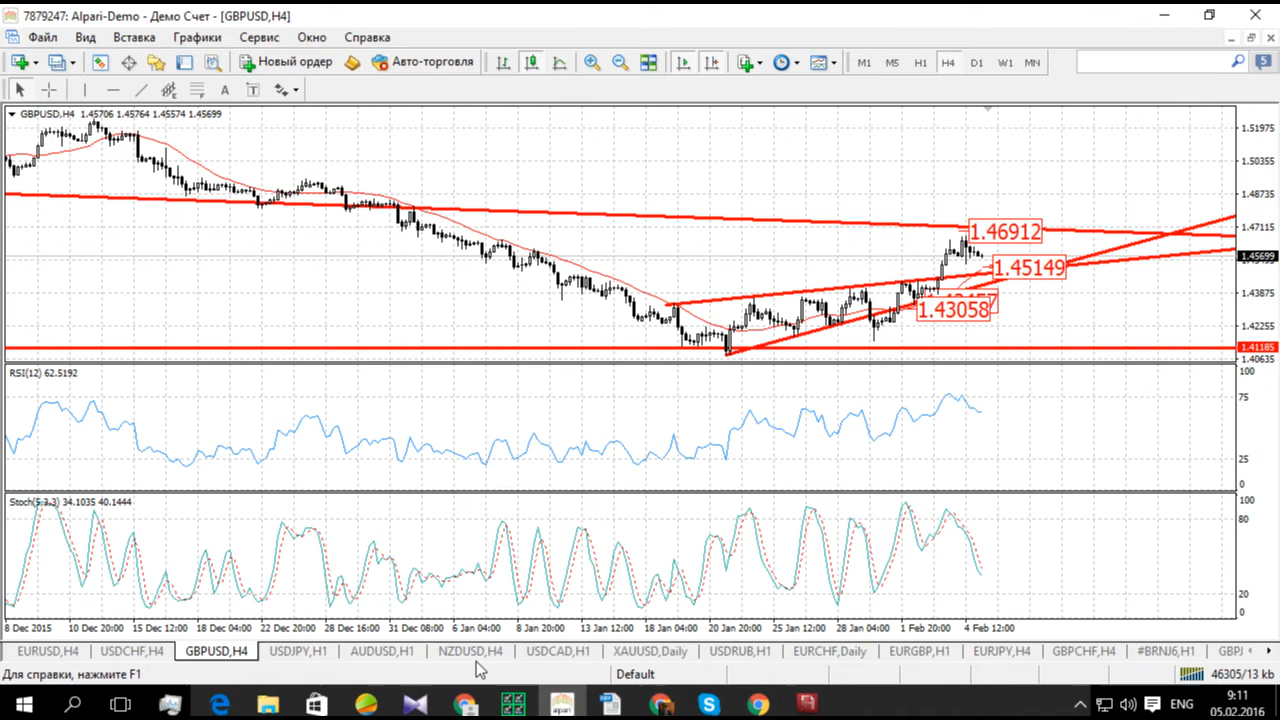 7879247: Alpari-Demo - Демо Счет - [GBPUSD,H4]
Файл Вид Вставка Графики Сервис Окно Справка
Новый ордер Авто-торговля M1 M5 H1 H4 D1 W1 MN 5
A T
GBPUSD,H4 1.45706 1.45764 1.45574 1.45699
1.51975
1.50355
1.48735
1.47115
1.46912
1.45699
1.45149
1.43875
1.43058
1.42255
1.41185
1.40635
RSI(12) 62.5192
100
75
25
0
Stoch(5,3,3) 34.1035 40.1444
100
80
20
0
8 Dec 2015 10 Dec 20:00 15 Dec 12:00 18 Dec 04:00 22 Dec 20:00 28 Dec 16:00 31 Dec 08:00 6 Jan 04:00 8 Jan 20:00 13 Jan 12:00 18 Jan 04:00 20 Jan 20:00 25 Jan 12:00 28 Jan 04:00 1 Feb 20:00 4 Feb 12:00
EURUSD,H4 USDCHF,H4 GBPUSD,H4 USDJPY,H1 AUDUSD,H1 NZDUSD,H4 USDCAD,H1 XAUUSD,Daily USDRUB,H1 EURCHF,Daily EURGBP,H1 EURJPY,H4 GBPCHF,H4 #BRNJ6,H1 GBPJ
Для справки, нажмите F1 Default 46305/13 kb
alpari ENG 9:11
05.02.2016